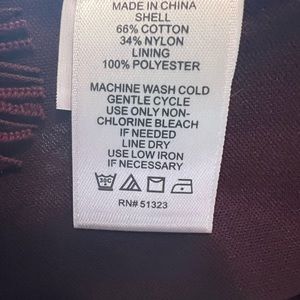 MADE IN CHINA
SHELL
66% COTTON
34% NYLON
LINING
100% POLYESTER
MACHINE WASH COLD
GENTLE CYCLE
USE ONLY NON-
CHLORINE BLEACH
IF NEEDED
LINE DRY
USE LOW IRON
IF NECESSARY
30C
RN# 51323